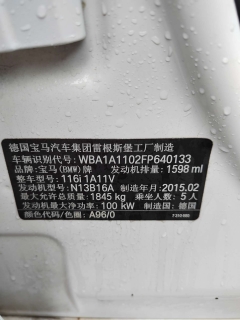 德国宝马汽车集团雷根斯堡工厂制造
车辆识别代号: WBA1A1102FP640133
品牌: 宝马(BMW)牌 发动机排量: 1598 ml
整车型号: 116i 1A11V
发动机型号: N13B16A 制造年月: 2015.02
最大允许总质量: 1845 kg 乘坐人数: 5人
发动机最大净功率: 100 kW 制造国: 德国
颜色代码/色圈: A96/0